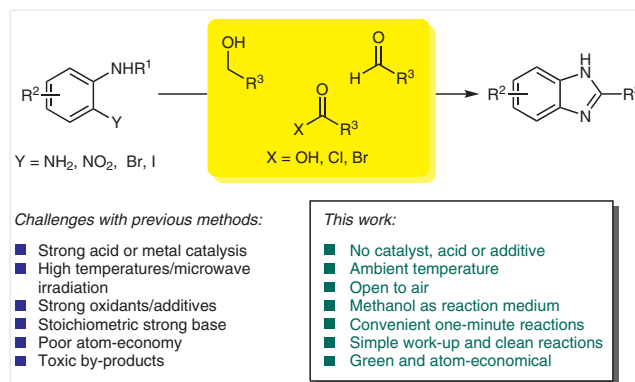 OH
R³
O
H
R³
NHR¹
R²
Y
O
X
R³
R²
H
N
N
R
Y = NH₂, NO₂, Br, I
X = OH, Cl, Br
Challenges with previous methods:
Strong acid or metal catalysis
High temperatures/microwave
irradiation
Strong oxidants/additives
Stoichiometric strong base
Poor atom-economy
Toxic by-products
This work:
No catalyst, acid or additive
Ambient temperature
Open to air
Methanol as reaction medium
Convenient one-minute reactions
Simple work-up and clean reactions
Green and atom-economical